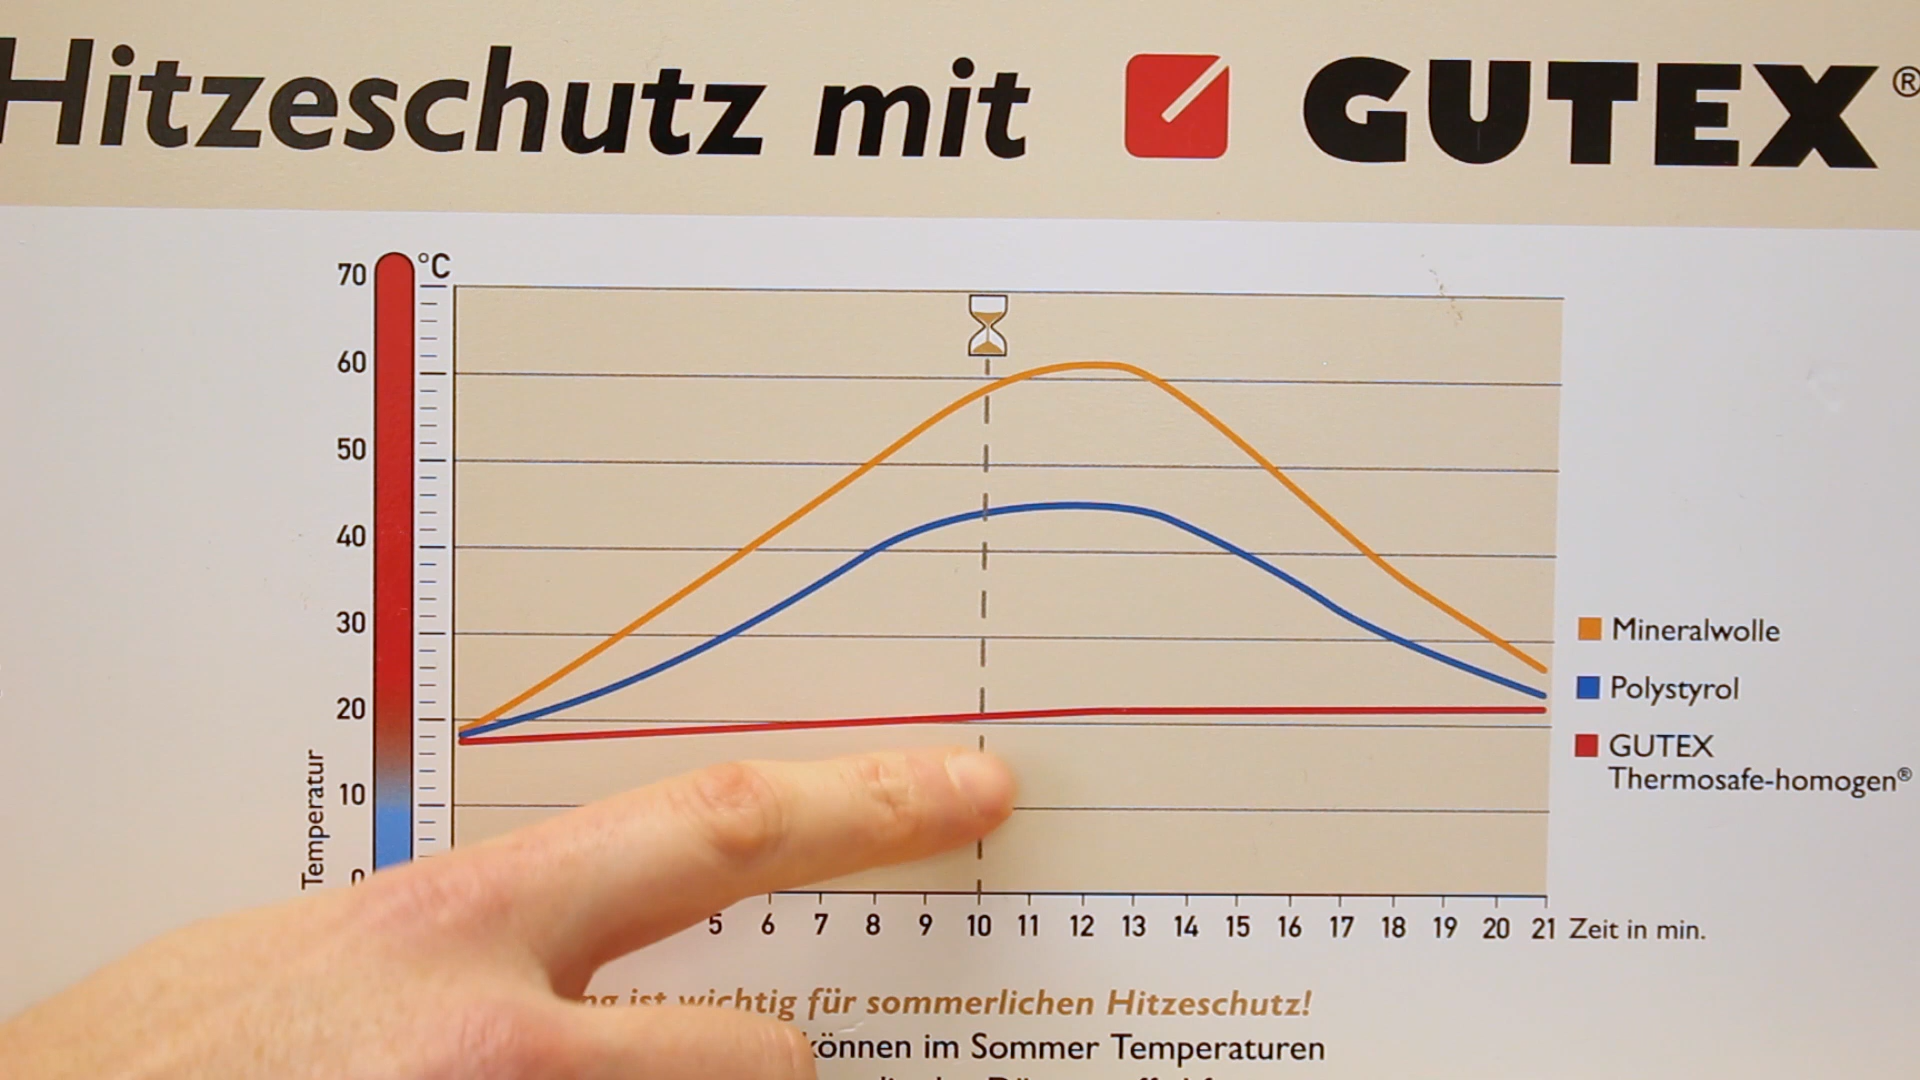 Hitzeschutz mit GUTEX®
°C
70
60
50
40
30
20
10
0
Temperatur
Mineralwolle
Polystyrol
GUTEX
Thermosafe-homogen®
5 6 7 8 9 10 11 12 13 14 15 16 17 18 19 20 21 Zeit in min.
ist wichtig für sommerlichen Hitzeschutz!
können im Sommer Temperaturen